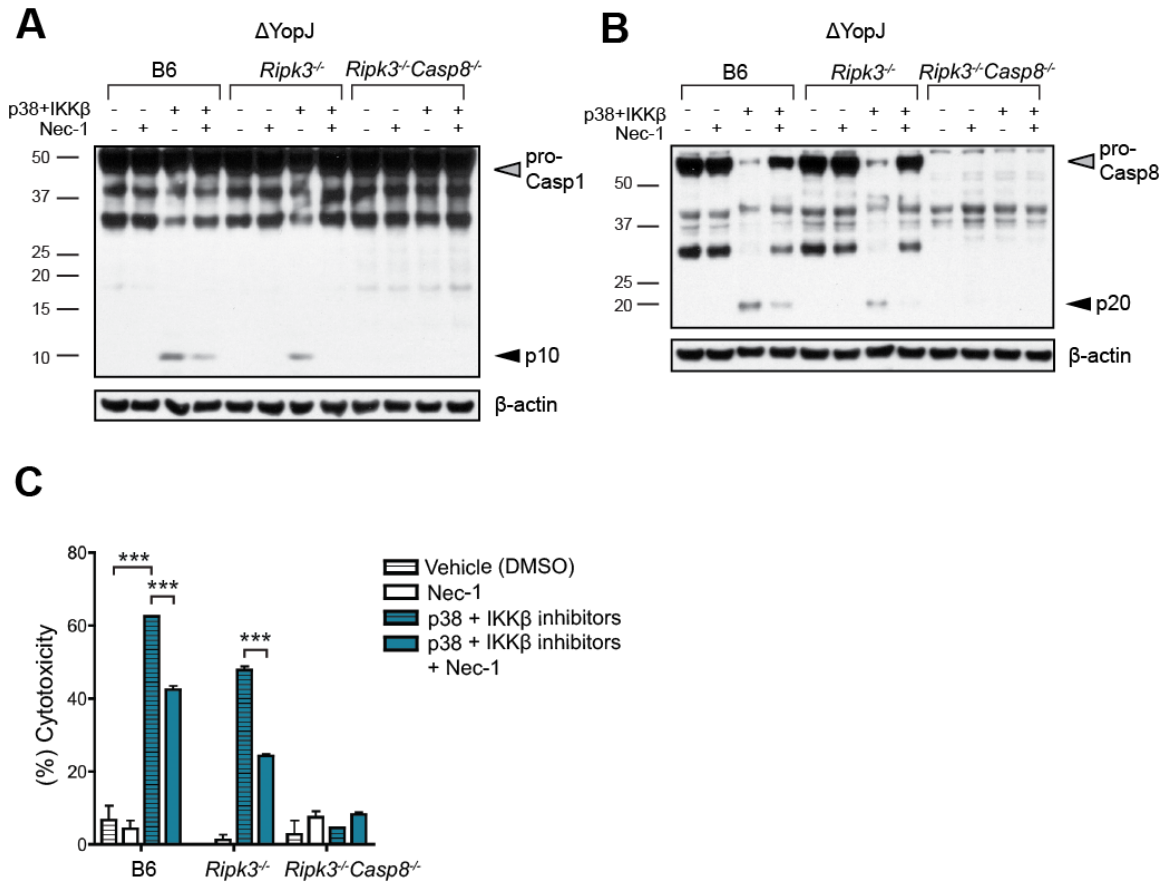 A
ΔYopJ
B6 Ripk3-/- Ripk3-/-Casp8-/-
p38+IKKβ - - + + - - + + - - + +
Nec-1 - + - + - + - + - + - +
50
37
25
20
15
10
pro-
Casp1
p10
β-actin
B
ΔYopJ
B6 Ripk3-/- Ripk3-/-Casp8-/-
p38+IKKβ - - + + - - + + - - + +
Nec-1 - + - + - + - + - + - +
50
37
25
20
pro-
Casp8
p20
β-actin
C
(%) Cytotoxicity
80
60
40
20
0
*** *** ***
B6 Ripk3-/- Ripk3-/-Casp8-/-
Vehicle (DMSO)
Nec-1
p38 + IKKβ inhibitors
p38 + IKKβ inhibitors
+ Nec-1